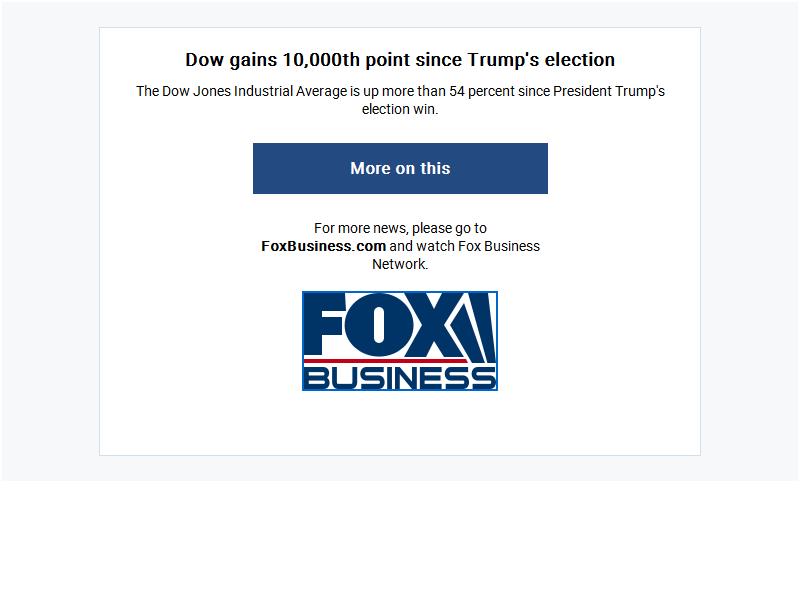 Dow gains 10,000th point since Trump's election
The Dow Jones Industrial Average is up more than 54 percent since President Trump's
election win.
More on this
For more news, please go to
FoxBusiness.com and watch Fox Business
Network.
FOX
BUSINESS